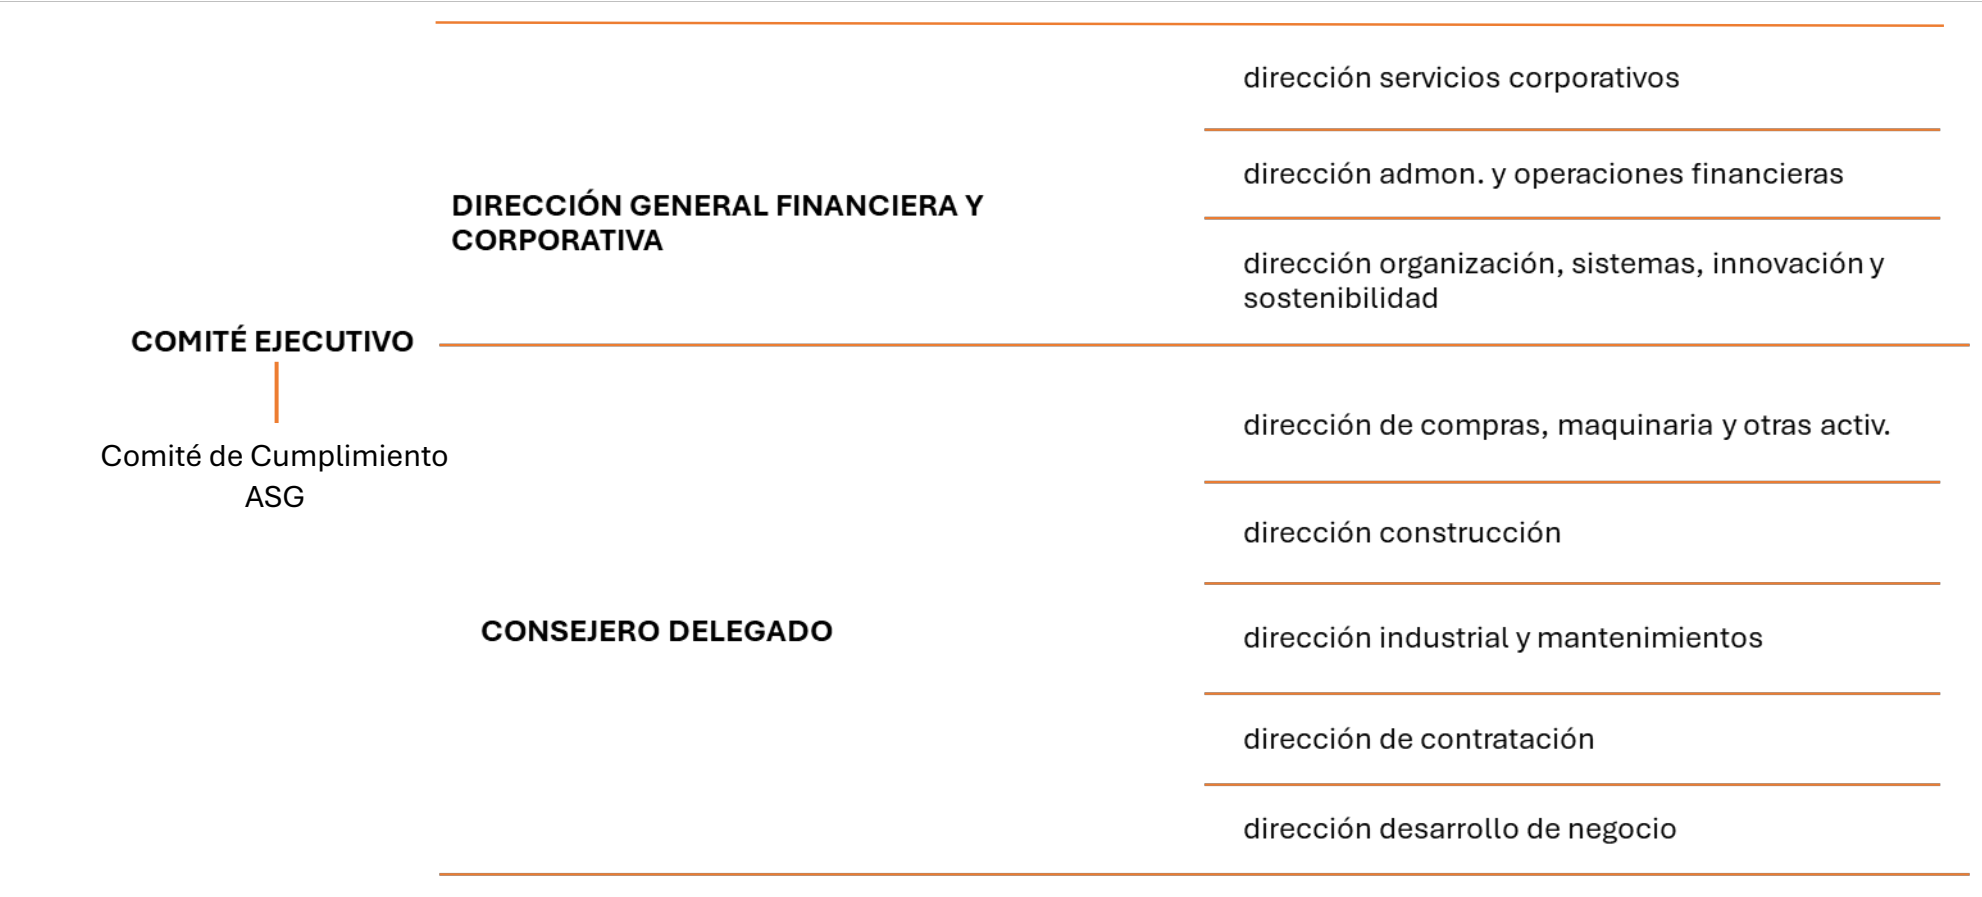 dirección servicios corporativos
dirección admon. y operaciones financieras
DIRECCIÓN GENERAL FINANCIERA Y
CORPORATIVA
dirección organización, sistemas, innovación y
sostenibilidad
COMITÉ EJECUTIVO
Comité de Cumplimiento
ASG
dirección de compras, maquinaria y otras activ.
dirección construcción
CONSEJERO DELEGADO
dirección industrial y mantenimientos
dirección de contratación
dirección desarrollo de negocio